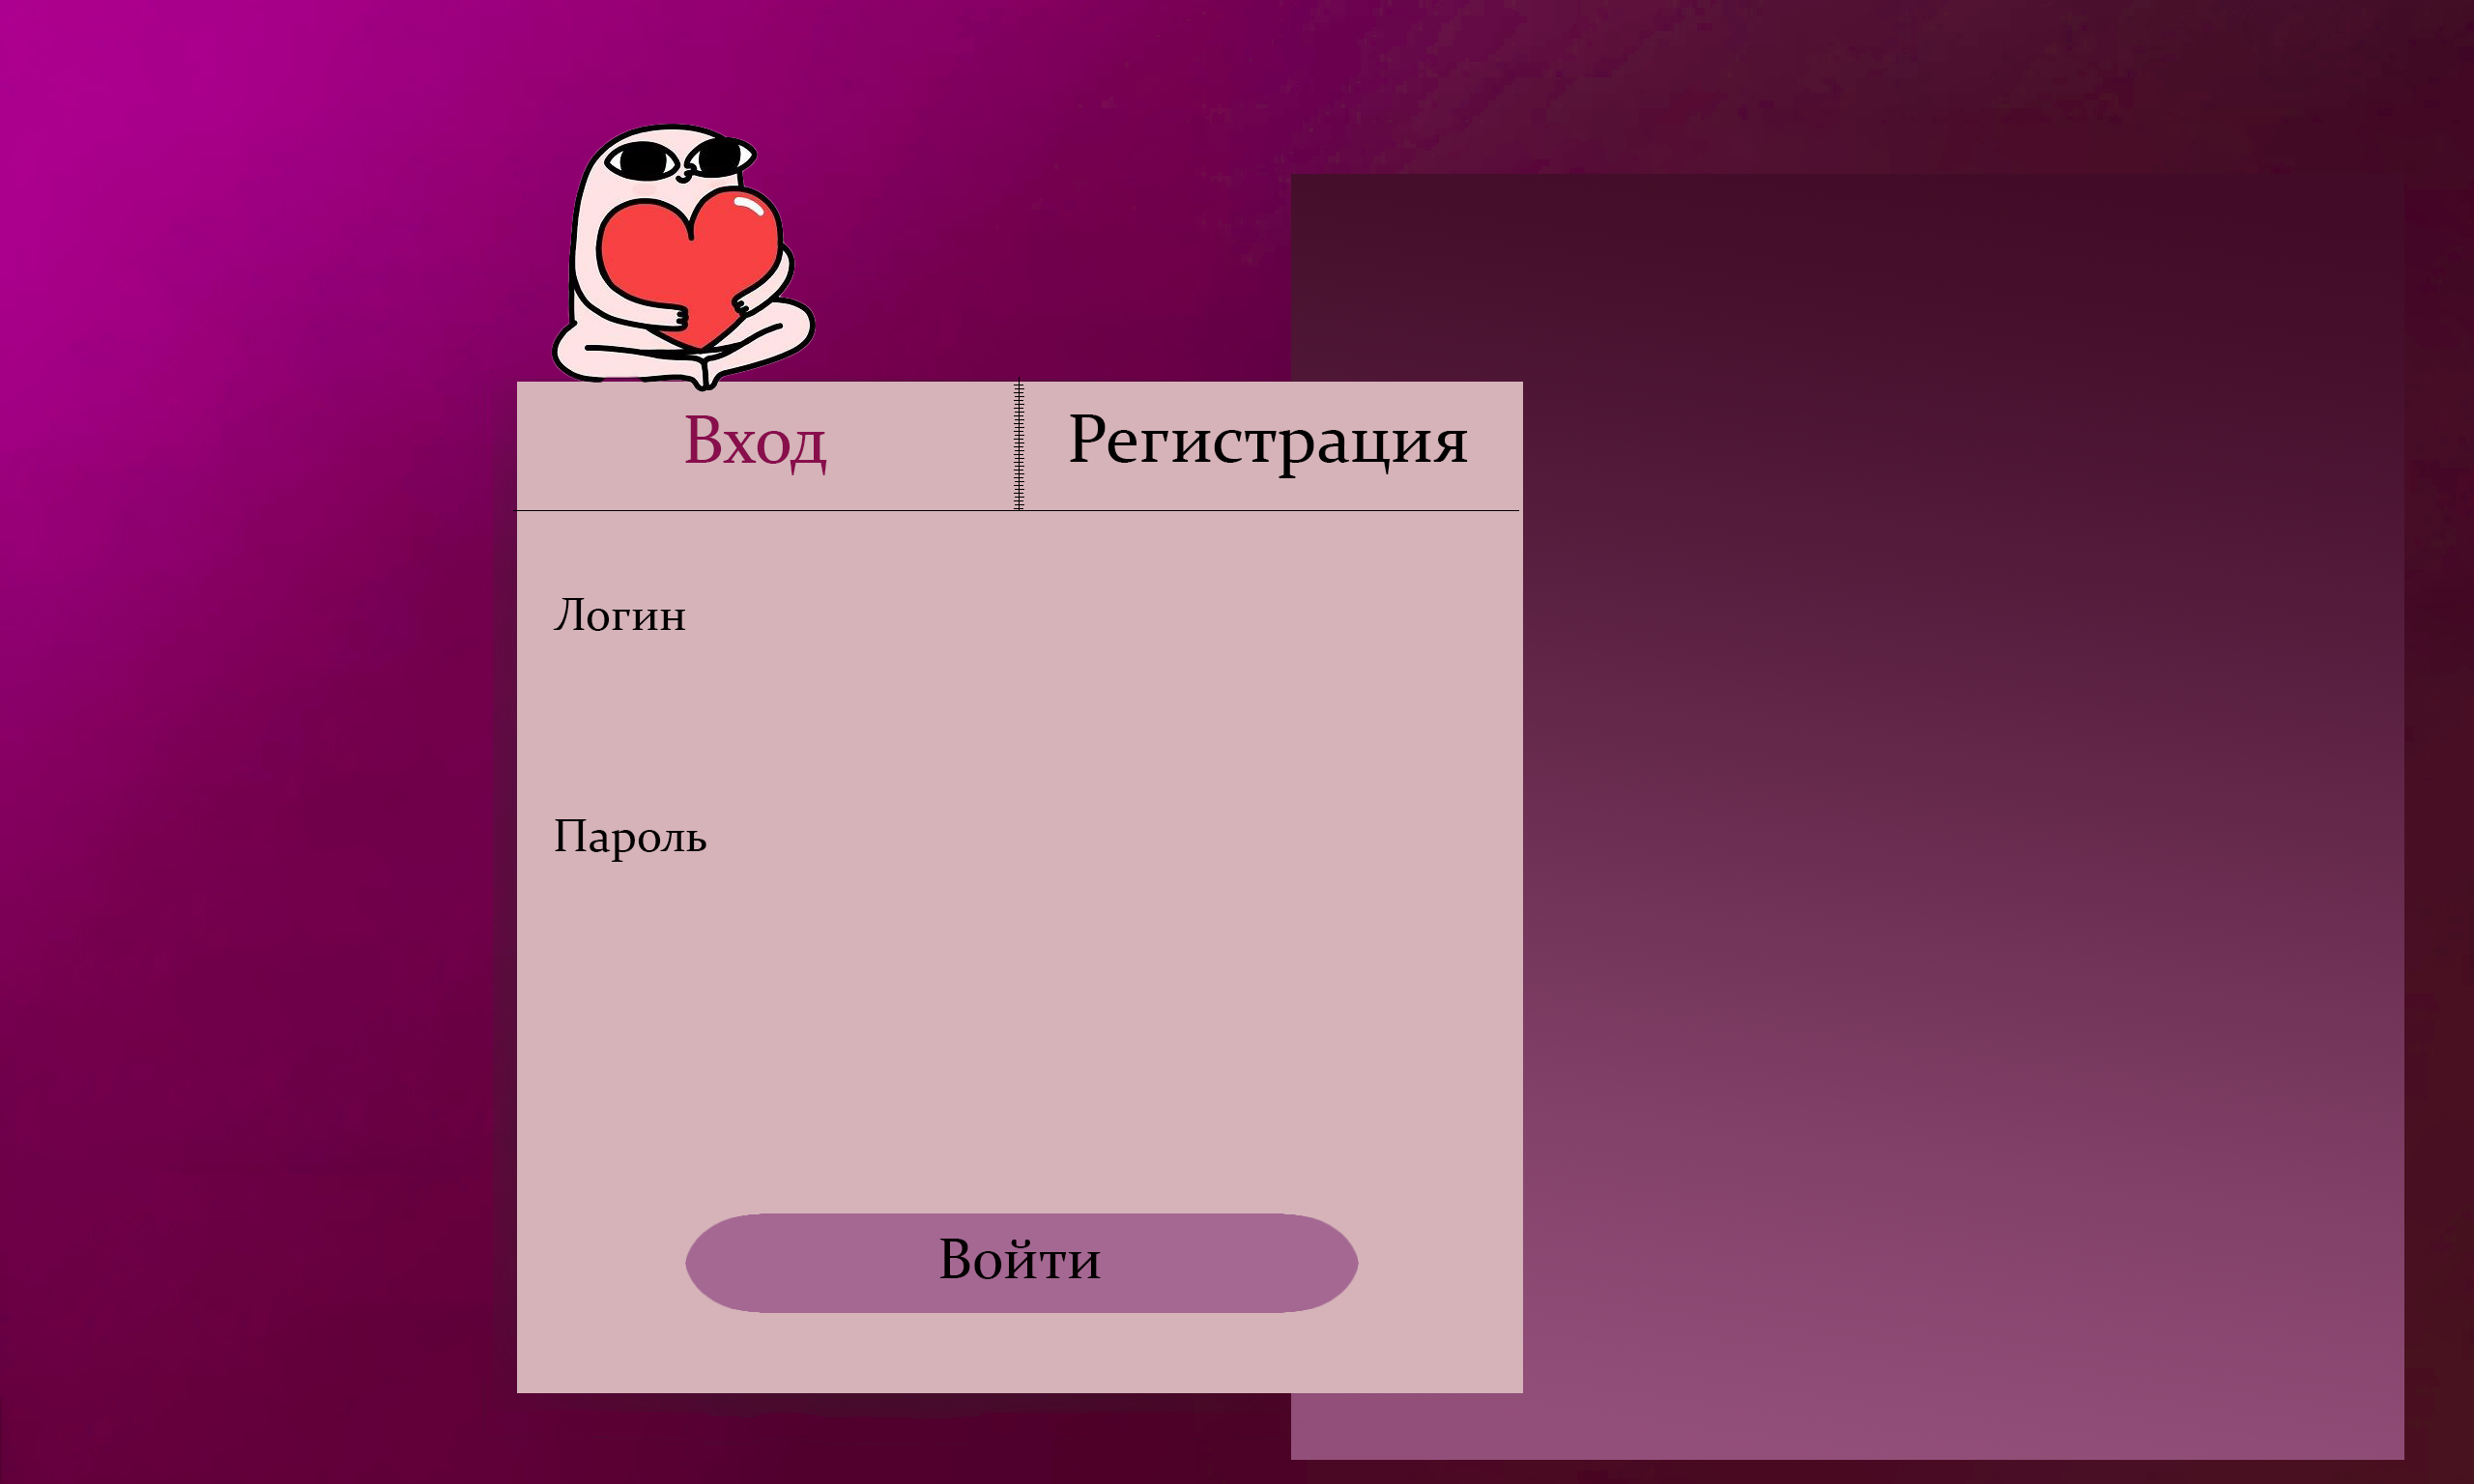 Вход
Регистрация
Логин
Пароль
Войти